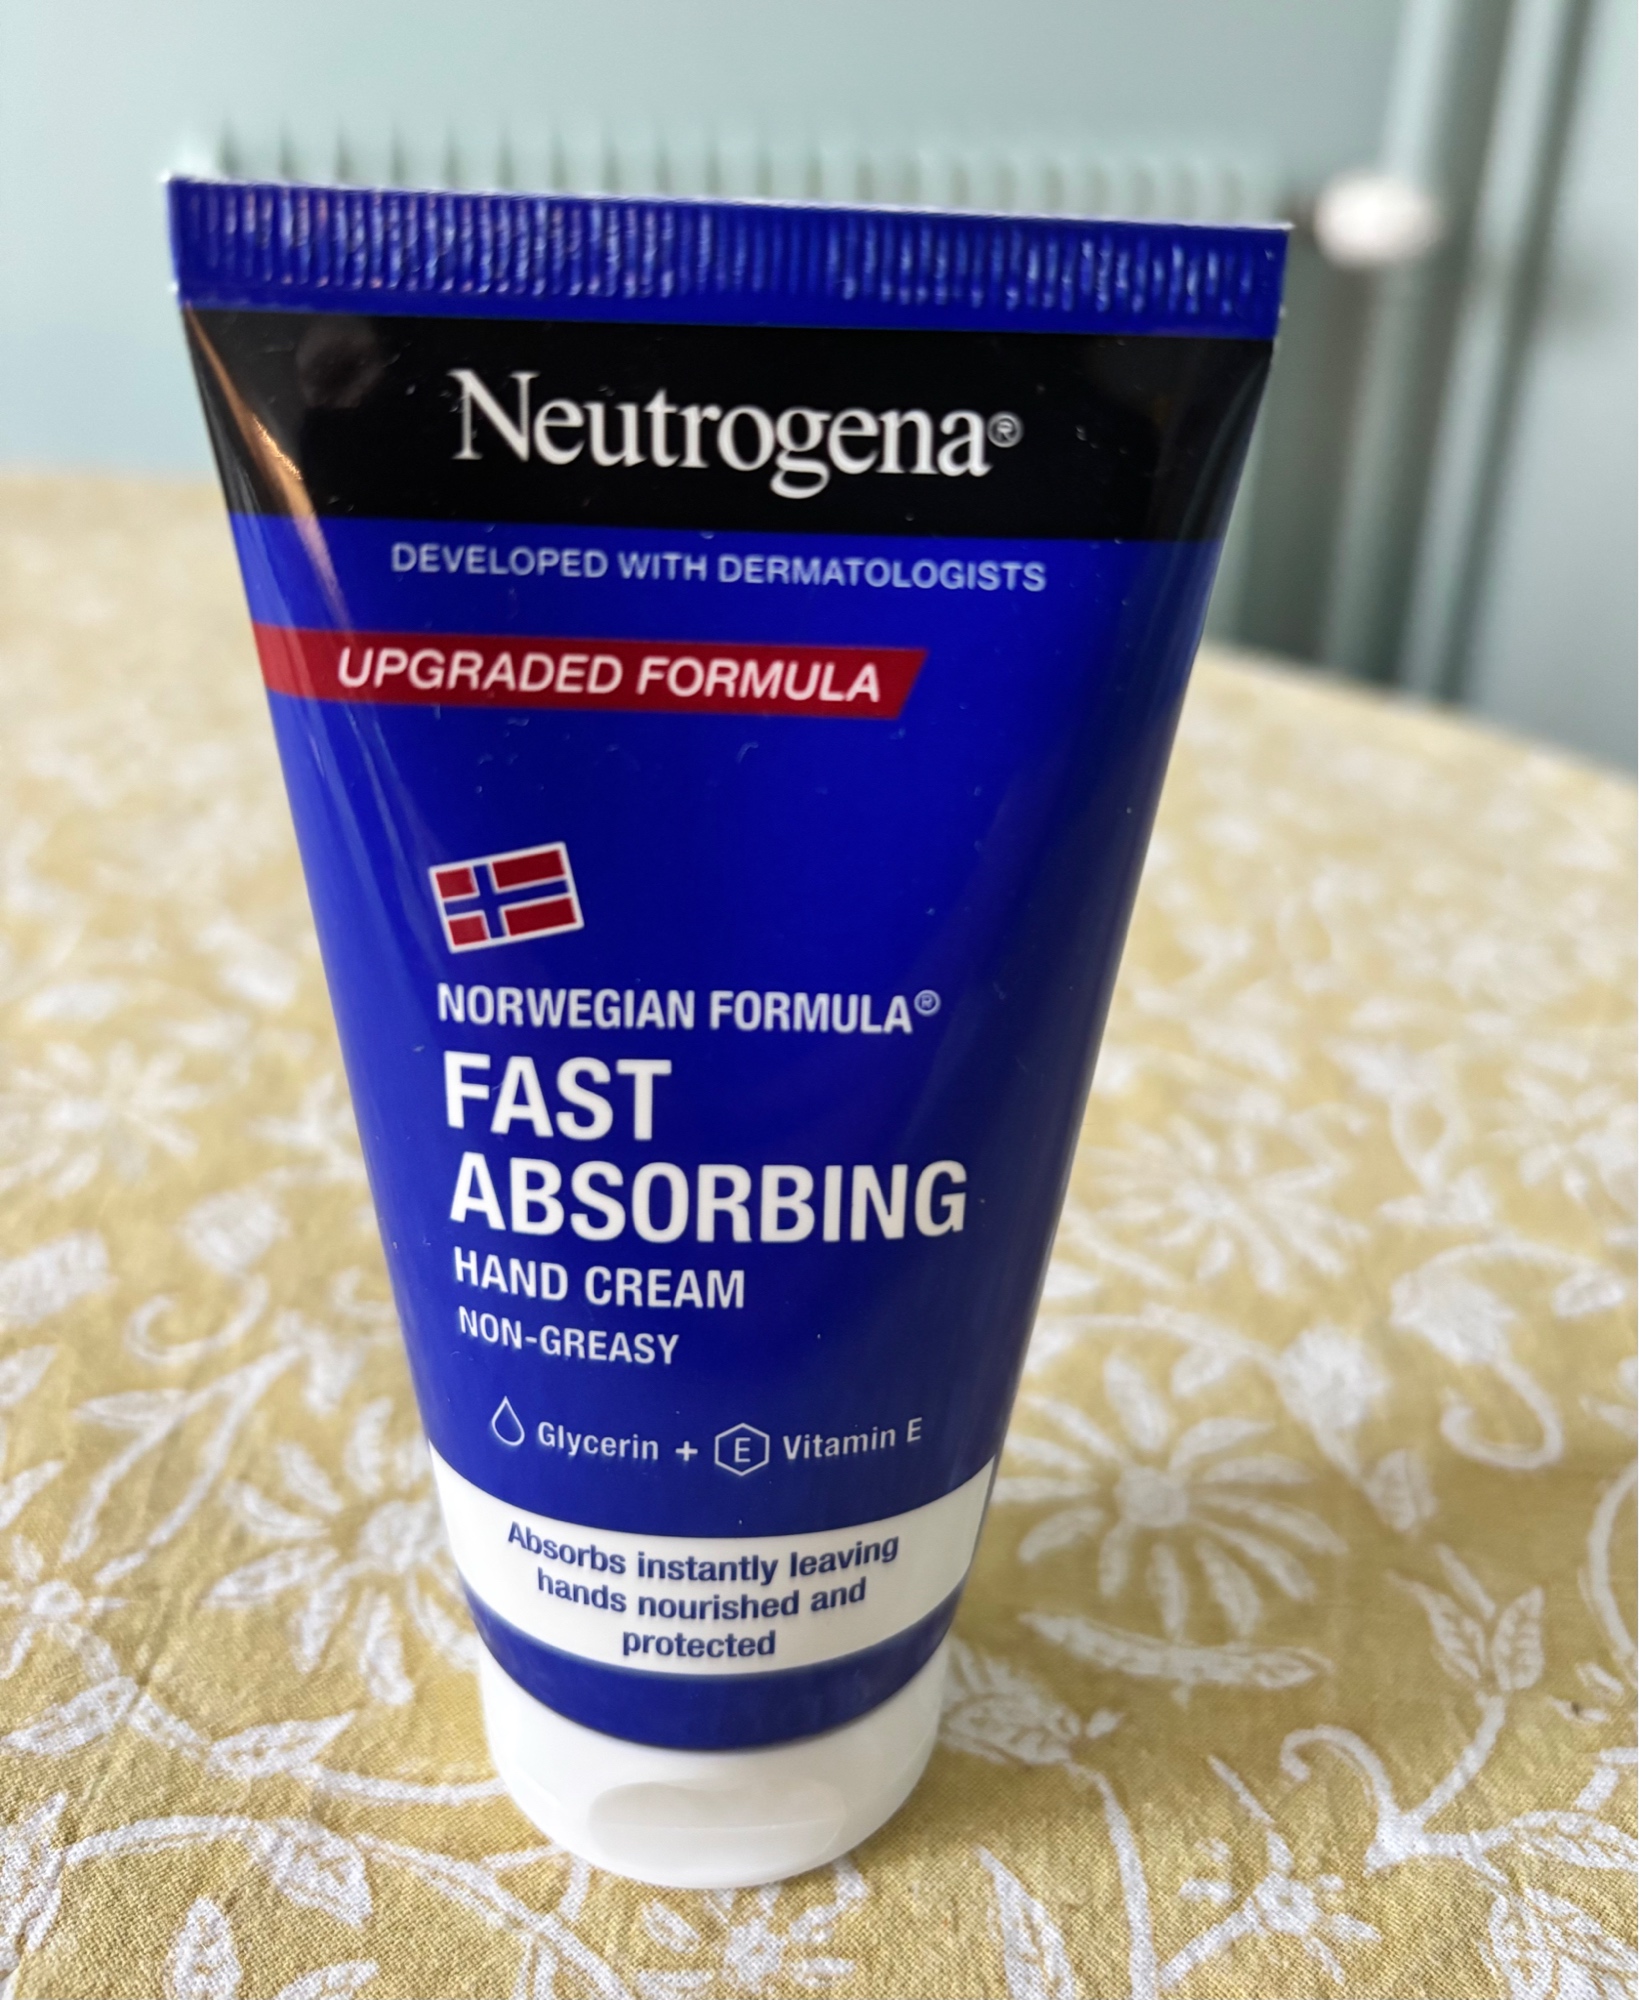 Neutrogena®
DEVELOPED WITH DERMATOLOGISTS
UPGRADED FORMULA
NORWEGIAN FORMULA®
FAST
ABSORBING
HAND CREAM
NON-GREASY
Glycerin + E Vitamin E
Absorbs instantly leaving
hands nourished and
protected